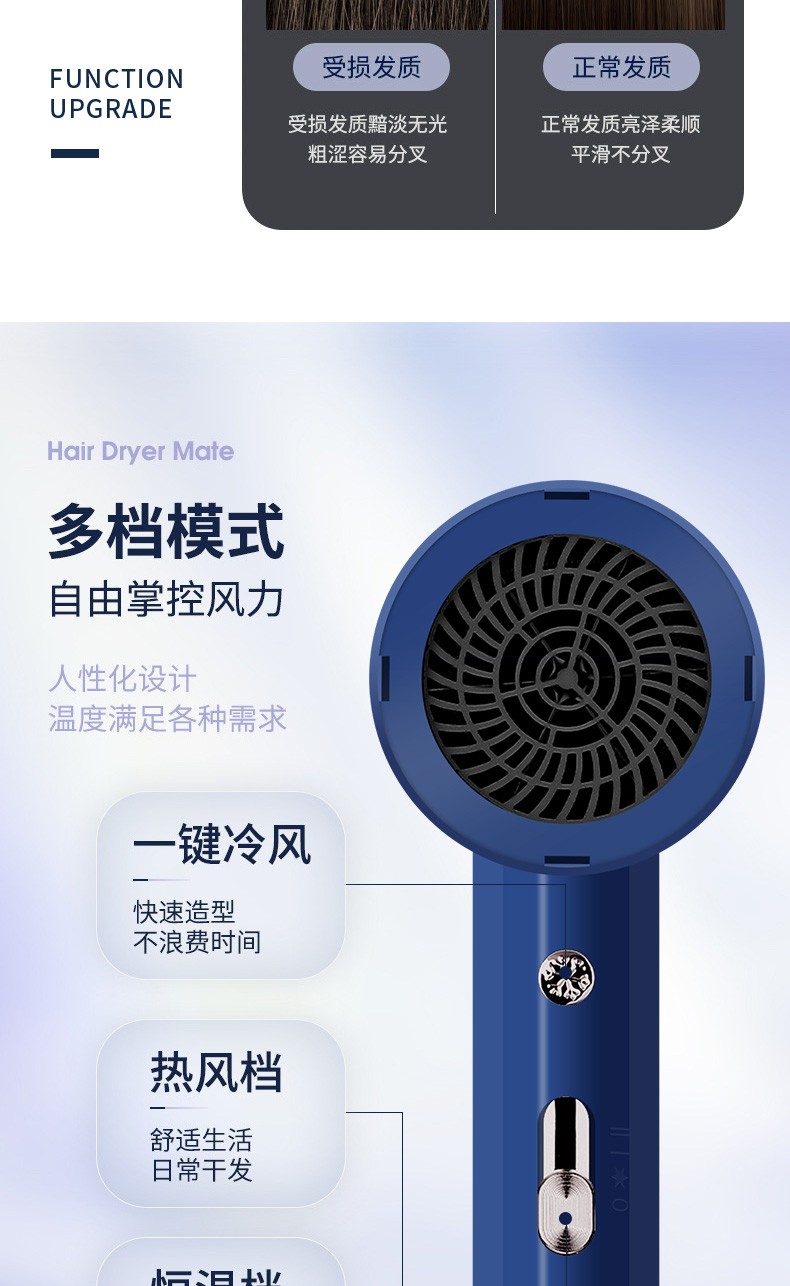 FUNCTION
UPGRADE
受损发质
正常发质
受损发质黯淡无光
粗涩容易分叉
正常发质亮泽柔顺
平滑不分叉
Hair Dryer Mate
多档模式
自由掌控风力
人性化设计
温度满足各种需求
一键冷风
快速造型
不浪费时间
热风档
舒适生活
日常干发
恒温档